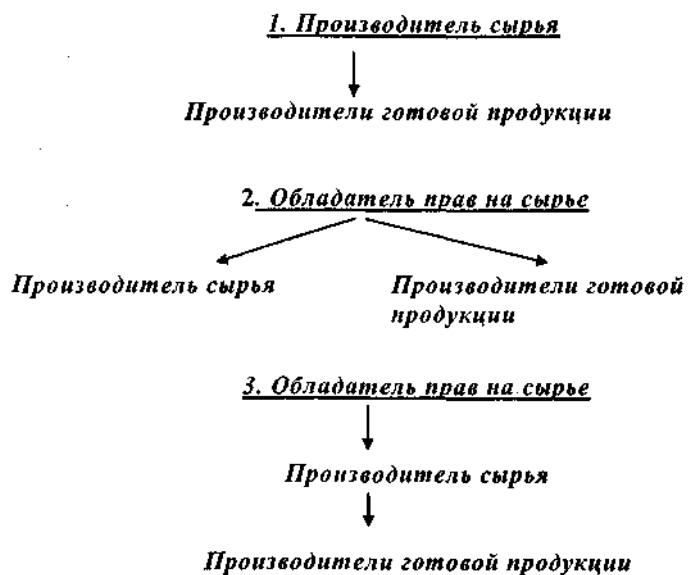 1. Производитель сырья
Производители готовой продукции
2. Обладатель прав на сырье
Производитель сырья
Производители готовой
продукции
3. Обладатель прав на сырье
Производитель сырья
Производители готовой продукции